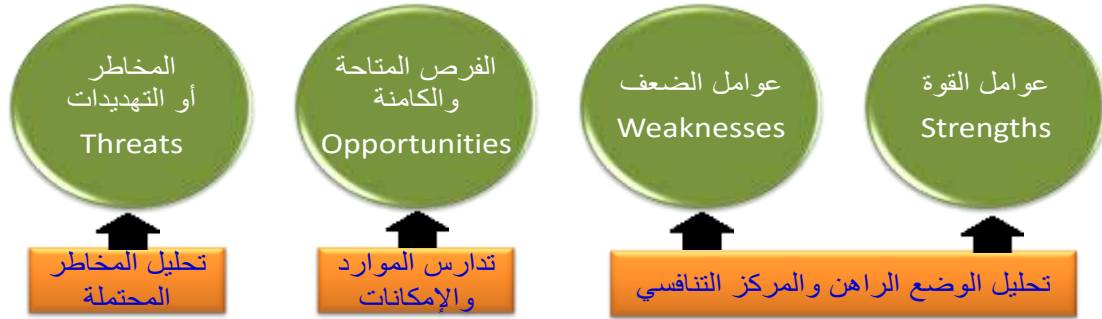 عوامل القوة
Strengths
عوامل الضعف
Weaknesses
الفرص المتاحة
والكامنة
Opportunities
المخاطر
أو التهديدات
Threats
تحليل الوضع الراهن والمركز التنافسي
تدارس الموارد
والإمكانات
تحليل المخاطر
المحتملة